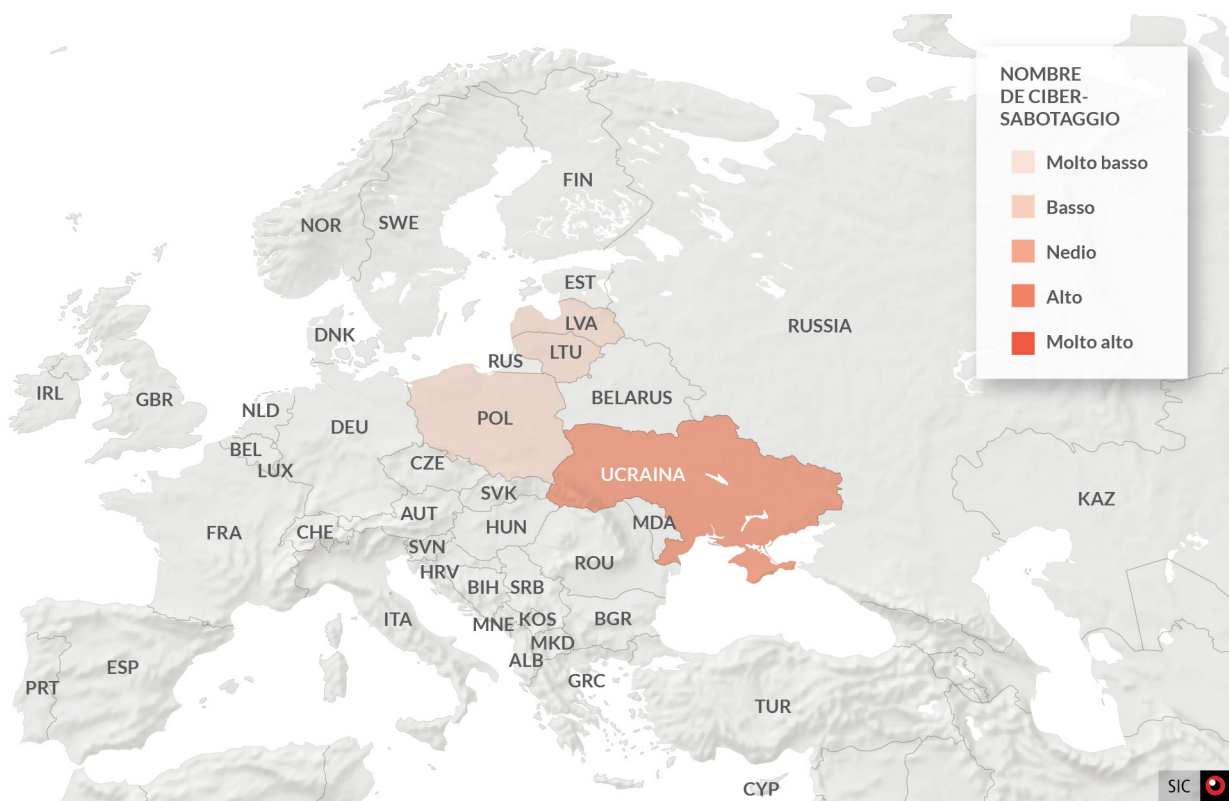 NOMBRE
DE CIBER-
SABOTAGGIO
Molto basso
Basso
Nedio
Alto
Molto alto
FIN
NOR
SWE
EST
LVA
DNK
LTU
RUSSIA
RUS
IRL
GBR
BELARUS
NLD
DEU
POL
BEL
LUX
CZE
UCRAINA
SVK
KAZ
AUT
MDA
FRA
CHE
HUN
SVN
ROU
HRV
BIH
SRB
ITA
MNE
KOS
BGR
MKD
ALB
ESP
PRT
GRC
TUR
CYP
SIC